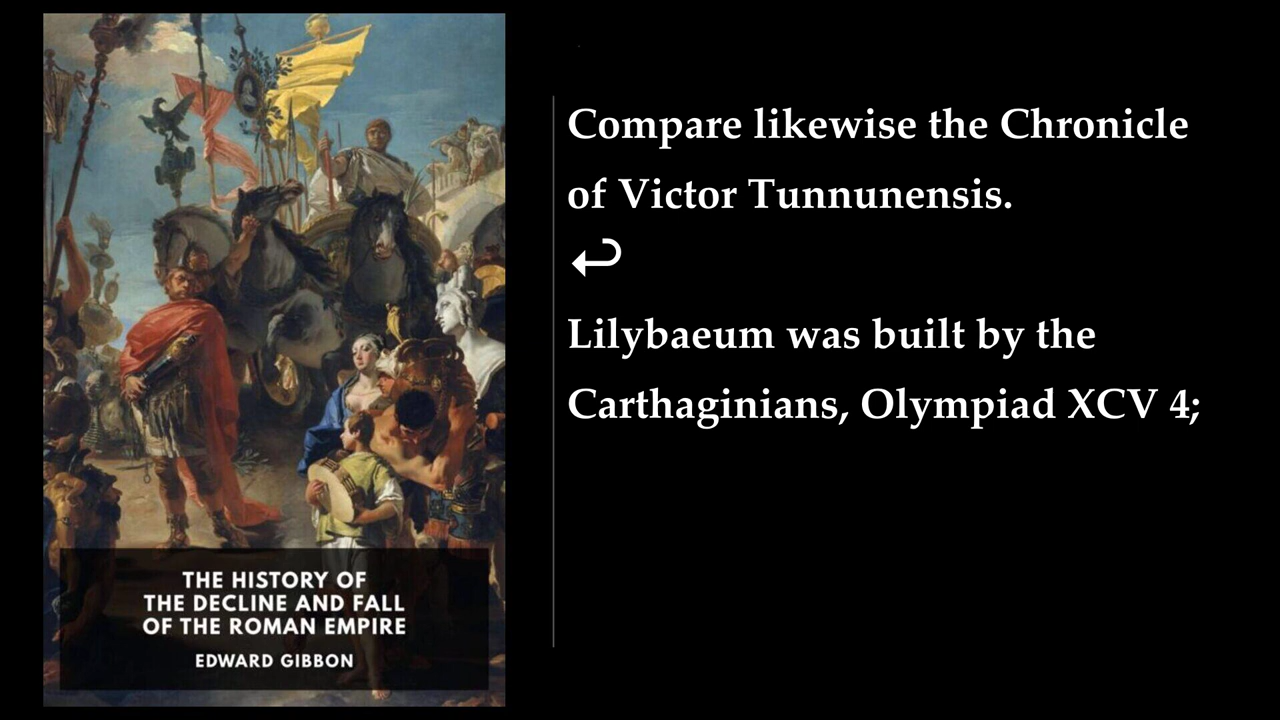 THE HISTORY OF
THE DECLINE AND FALL
OF THE ROMAN EMPIRE
EDWARD GIBBON
Compare likewise the Chronicle
of Victor Tunnunensis.
↩
Lilybaeum was built by the
Carthaginians, Olympiad XCV 4;